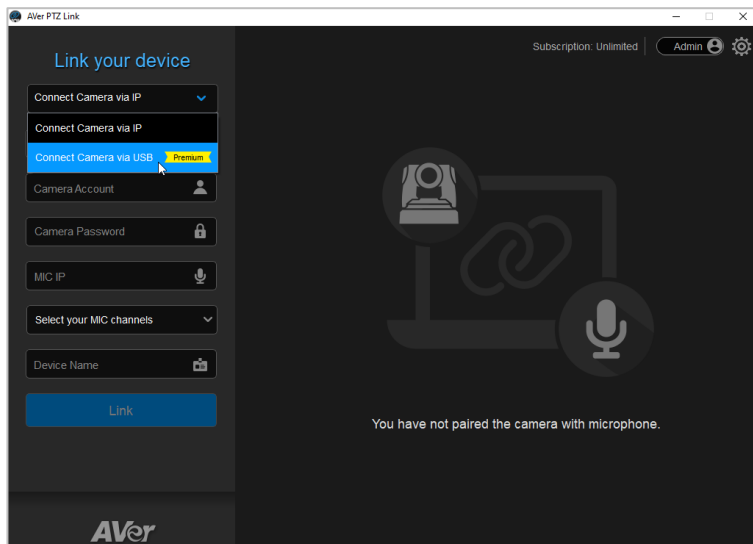 AVer PTZ Link
Subscription: Unlimited
Admin
Link your device
Connect Camera via IP
Connect Camera via IP
Connect Camera via USB Premium
Camera Account
Camera Password
MIC IP
Select your MIC channels
Device Name
Link
You have not paired the camera with microphone.
AVer